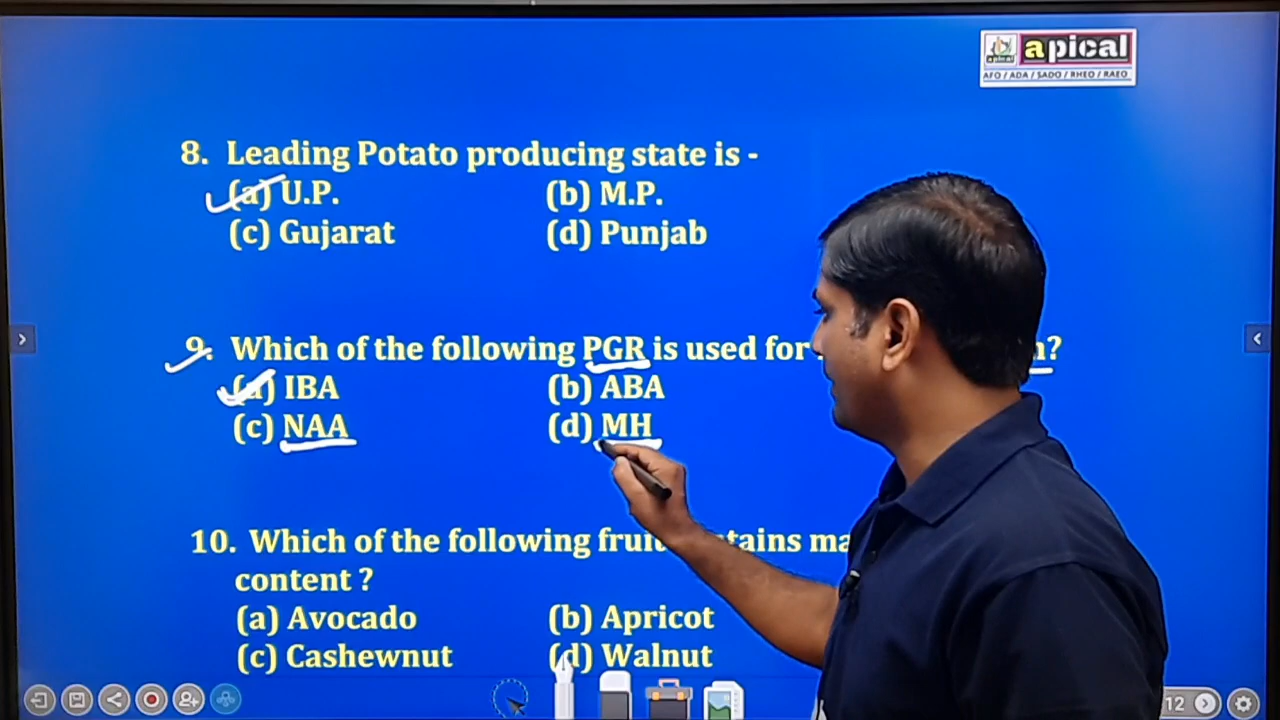 apical
apical
AFO / ADA / SADO / RHEO / RAEO
8. Leading Potato producing state is -
(a) U.P. (b) M.P.
(c) Gujarat (d) Punjab
9. Which of the following PGR is used for
(a) IBA (b) ABA
(c) NAA (d) MH
10. Which of the following
content ?
(a) Avocado (b) Apricot
(c) Cashewnut (d) Walnut
12